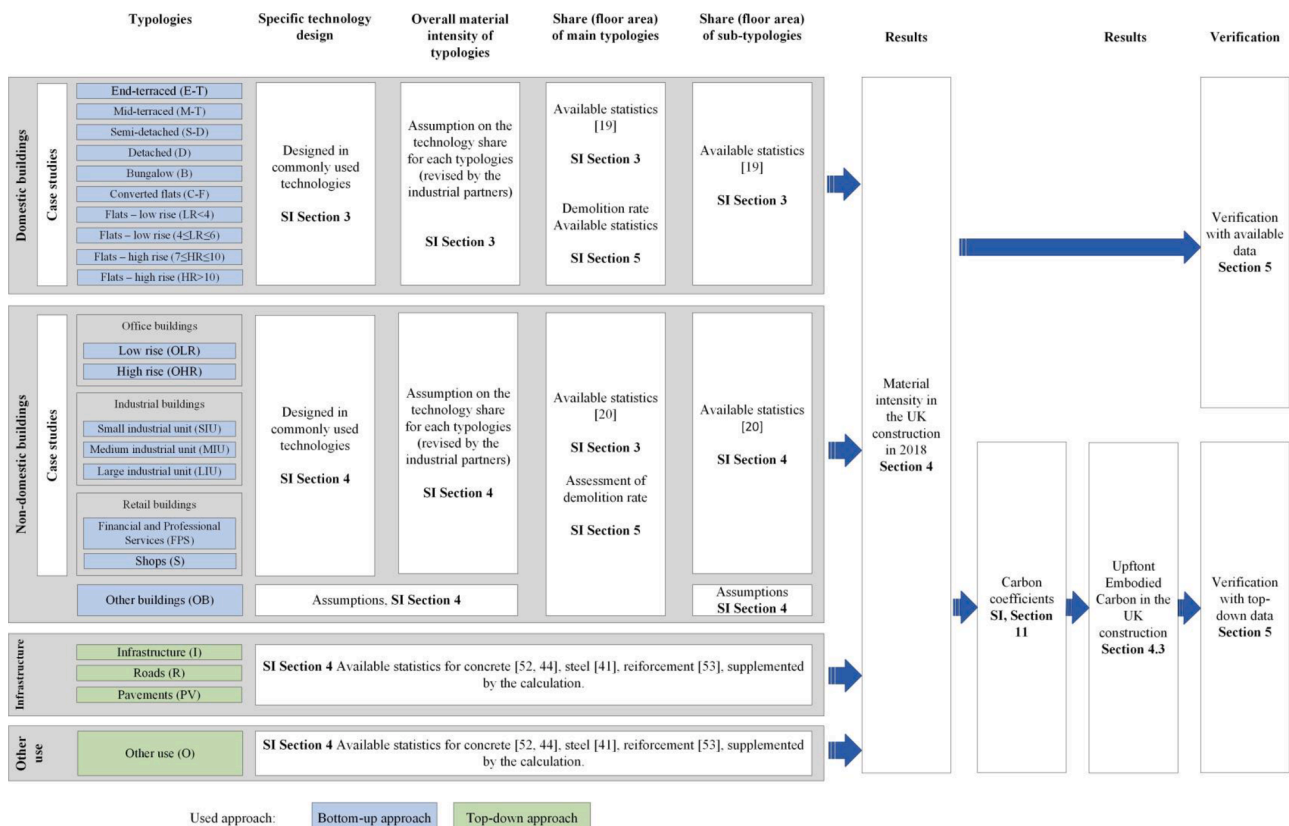 Typologies
Specific technology
design
Overall material
intensity of
typologies
Share (floor area)
of main typologies
Share (floor area)
of sub-typologies
Results
Results
Verification
Domestic buildings
Case studies
End-terraced (E-T)
Mid-terraced (M-T)
Semi-detached (S-D)
Detached (D)
Bungalow (B)
Converted flats (C-F)
Flats – low rise (LR<4)
Flats – low rise (4≤LR≤6)
Flats – high rise (7≤HR≤10)
Flats – high rise (HR>10)
Designed in
commonly used
technologies
SI Section 3
Assumption on the
technology share
for each typologies
(revised by the
industrial partners)
SI Section 3
Available statistics
[19]
SI Section 3
Demolition rate
Available statistics
SI Section 5
Available statistics
[19]
SI Section 3
Non-domestic buildings
Case studies
Office buildings
Low rise (OLR)
High rise (OHR)
Industrial buildings
Small industrial unit (SIU)
Medium industrial unit (MIU)
Large industrial unit (LIU)
Retail buildings
Financial and Professional
Services (FPS)
Shops (S)
Other buildings (OB)
Designed in
commonly used
technologies
SI Section 4
Assumption on the
technology share
for each typologies
(revised by the
industrial partners)
SI Section 4
Assumptions, SI Section 4
Available statistics
[20]
SI Section 3
Assessment of
demolition rate
SI Section 5
Available statistics
[20]
SI Section 4
Assumptions
SI Section 4
Infrastructure
Infrastructure (I)
Roads (R)
Pavements (PV)
SI Section 4 Available statistics for concrete [52, 44], steel [41], reiforcement [53], supplemented
by the calculation.
Other
use
Other use (O)
SI Section 4 Available statistics for concrete [52, 44], steel [41], reiforcement [53], supplemented
by the calculation.
Material
intensity in
the UK
construction
in 2018
Section 4
Carbon
coefficients
SI, Section
11
Upftont
Embodied
Carbon in the
UK
construction
Section 4.3
Verification
with available
data
Section 5
Verification
with top-
down data
Section 5
Used approach:
Bottom-up approach
Top-down approach